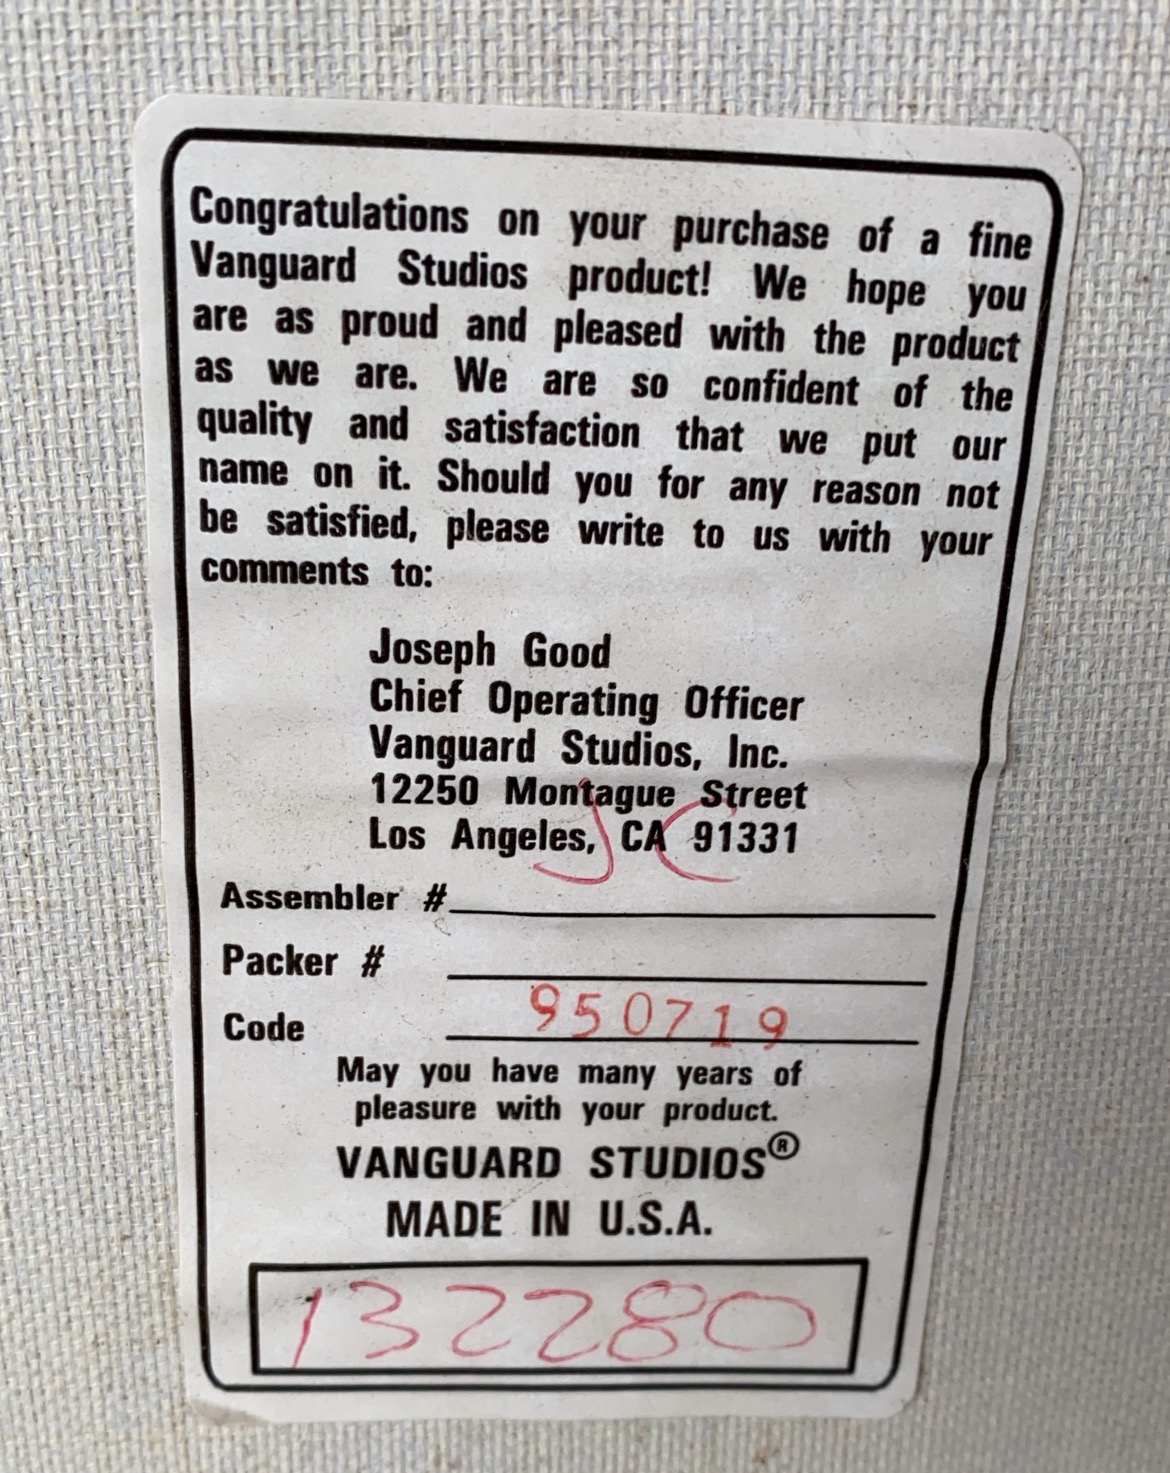 Congratulations on your purchase of a fine
Vanguard Studios product! We hope you
are as proud and pleased with the product
as we are. We are so confident of the
quality and satisfaction that we put our
name on it. Should you for any reason not
be satisfied, please write to us with your
comments to:
Joseph Good
Chief Operating Officer
Vanguard Studios, Inc.
12250 Montague Street
Los Angeles, CA 91331
JC
Assembler #
Packer #
Code 950719
May you have many years of
pleasure with your product.
VANGUARD STUDIOS®
MADE IN U.S.A.
132280